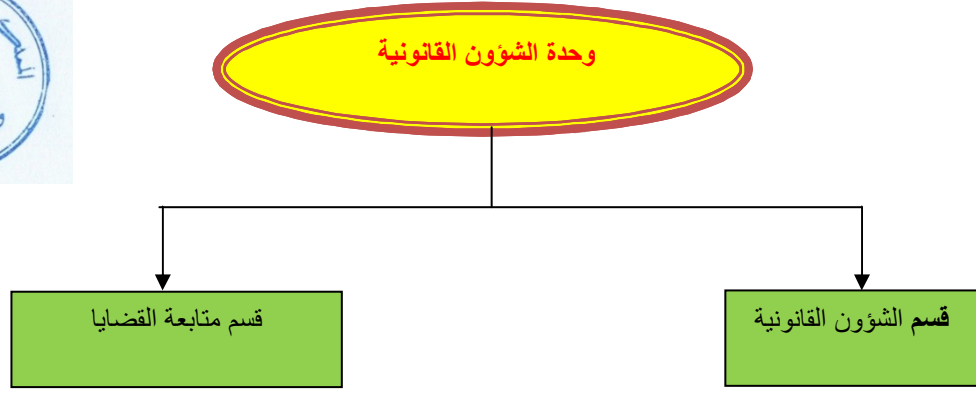 وحدة الشؤون القانونية
قسم الشؤون القانونية
قسم متابعة القضايا